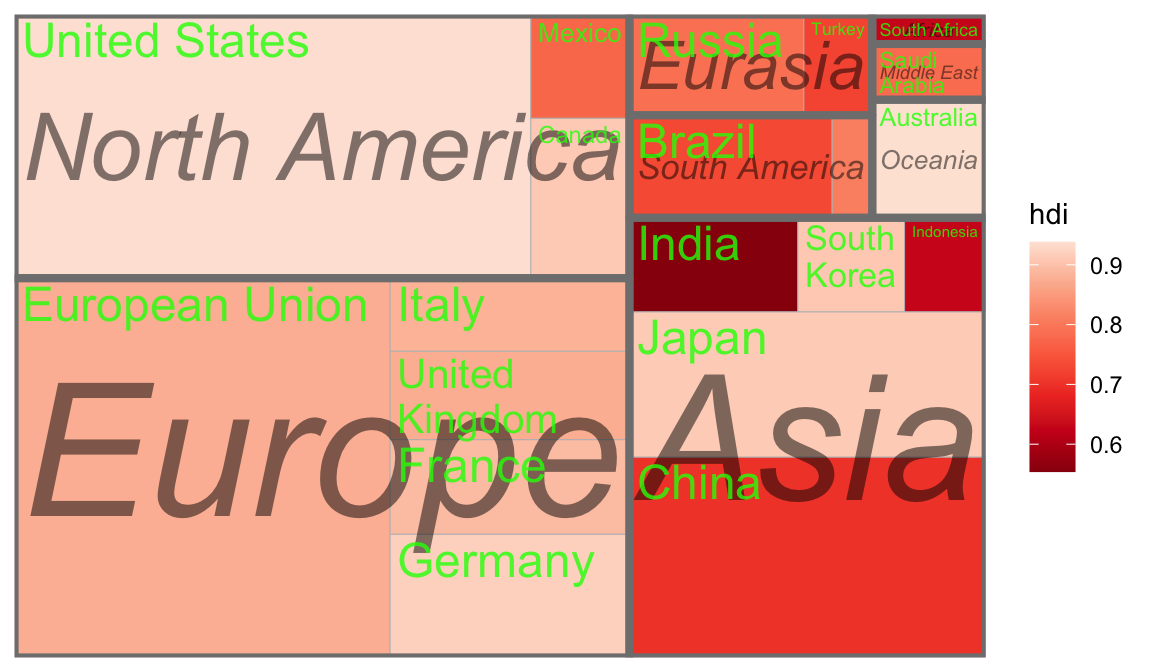 United States
Mexico
North America
Canada
European Union
Italy
United
Kingdom
Europe
France
Germany
Russia
Turkey
Eurasia
South Africa
Saudi
Middle East
Arabia
Brazil
South America
Australia
Oceania
India
South
Korea
Indonesia
Japan
Asia
China
hdi
0.9
0.8
0.7
0.6